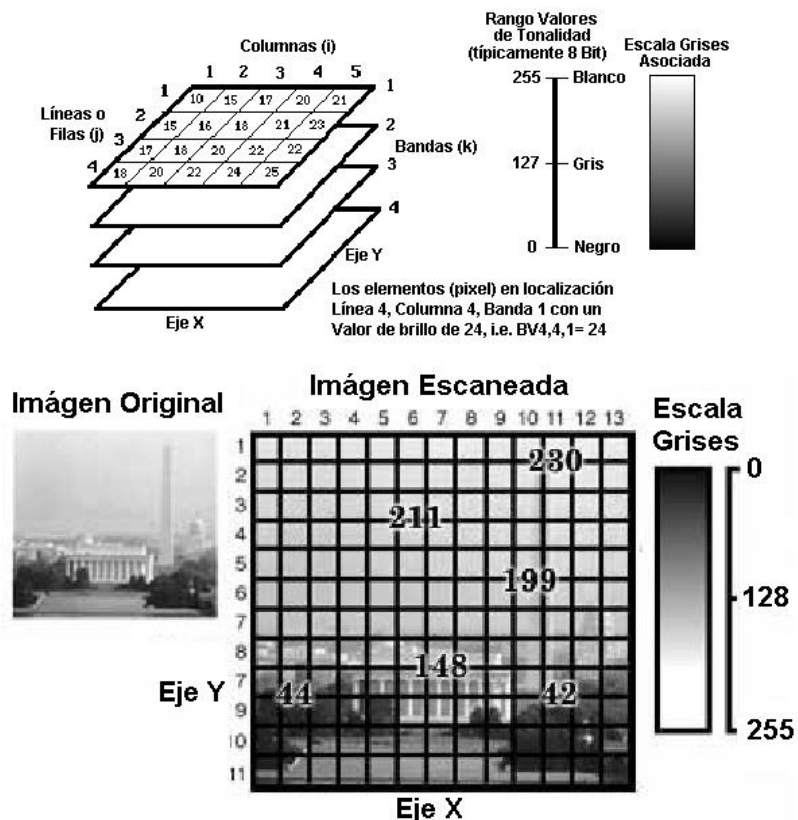 Columnas (i)
1 2 3 4 5
Líneas o
Filas (j)
1
2
3
4
10 15 17 20 21
15 16 18 21 23
17 18 20 22 22
18 20 22 24 25
1
2
3
4
Bandas (k)
Eje Y
Eje X
Rango Valores
de Tonalidad
(típicamente 8 Bit)
255 Blanco
127 Gris
0 Negro
Escala Grises
Asociada
Los elementos (pixel) en localización
Línea 4, Columna 4, Banda 1 con un
Valor de brillo de 24, i.e. BV4,4,1= 24
Imágen Original
Imágen Escaneada
1 2 3 4 5 6 7 8 9 10 11 12 13
1
2
3
4
5
6
7
8
7
9
10
11
230
211
199
148
44
42
Eje Y
Eje X
Escala
Grises
0
128
255